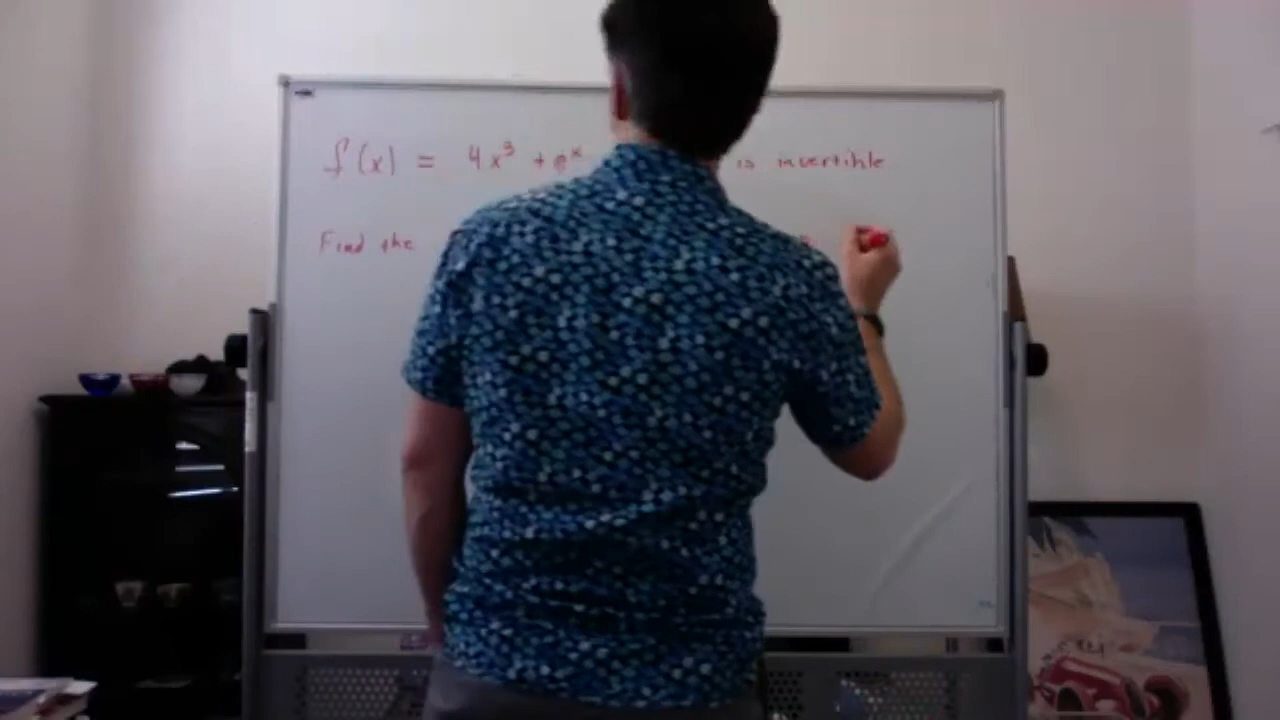 f(x) = 4x³ + eˣ is invertible
Find the